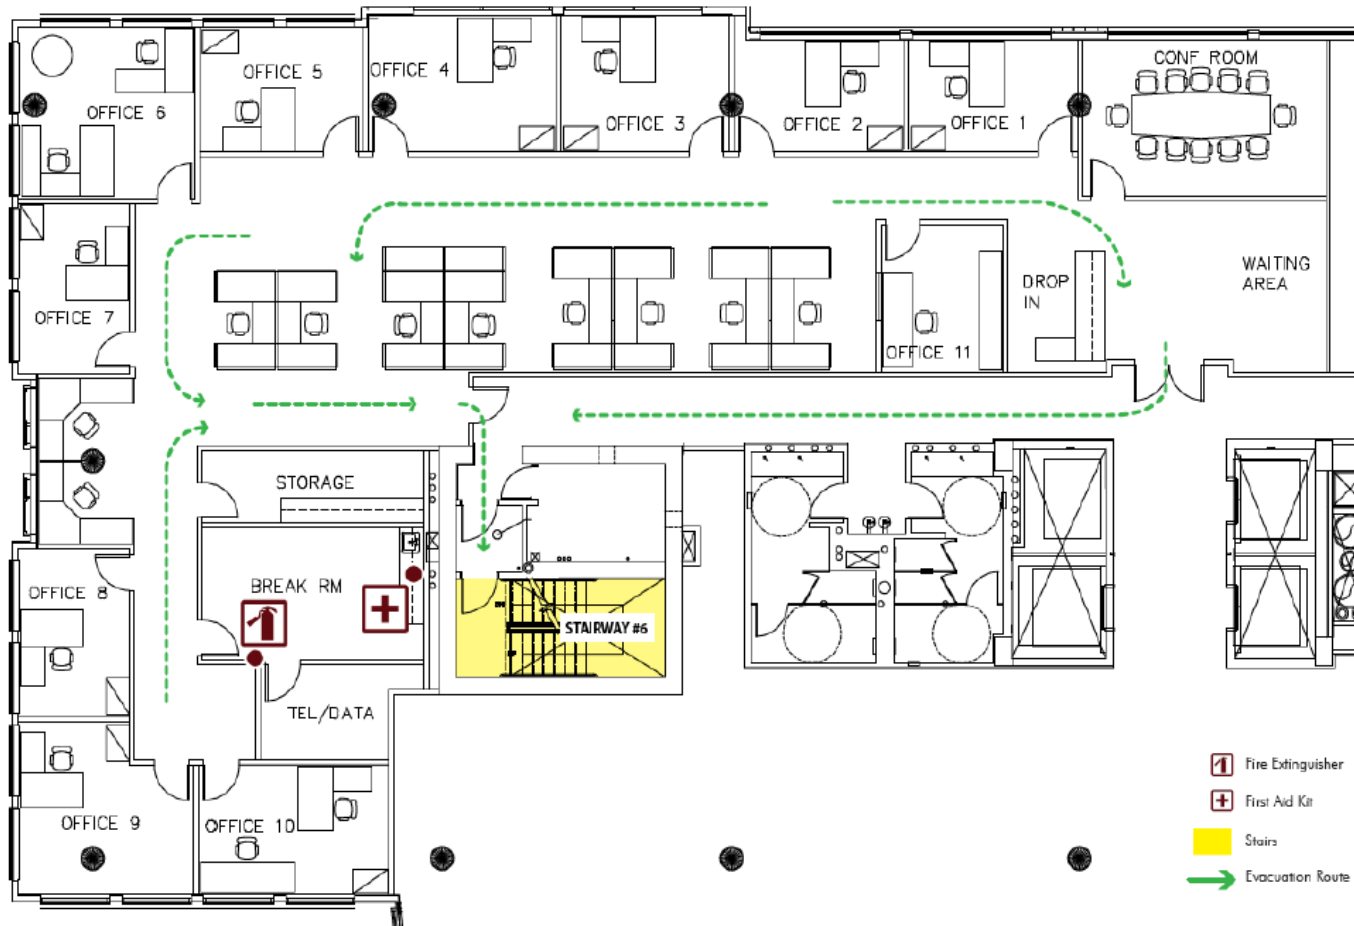 CONF ROOM
OFFICE 5
OFFICE 4
OFFICE 6
OFFICE 3
OFFICE 2
OFFICE 1
WAITING
AREA
DROP
IN
OFFICE 7
OFFICE 11
STORAGE
BREAK RM
OFFICE 8
STAIRWAY #6
TEL/DATA
OFFICE 9
OFFICE 10
Fire Extinguisher
First Aid Kit
Stairs
Evacuation Route